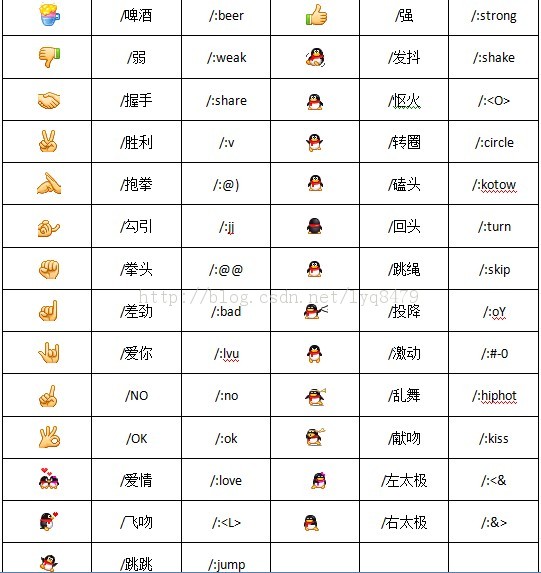 /啤酒 /:beer /强 /:strong
/弱 /:weak /发抖 /:shake
/握手 /:share /怄火 /:<O>
/胜利 /:v /转圈 /:circle
/抱拳 /:@) /磕头 /:kotow
/勾引 /:jj /回头 /:turn
/拳头 /:@@ /跳绳 /:skip
http://blog.csdn.net/lyq8479
/差劲 /:bad /投降 /:oY
/爱你 /:lvu /激动 /:#-0
/NO /:no /乱舞 /:hiphot
/OK /:ok /献吻 /:kiss
/爱情 /:love /左太极 /:<&
/飞吻 /:<L> /右太极 /:&>
/跳跳 /:jump